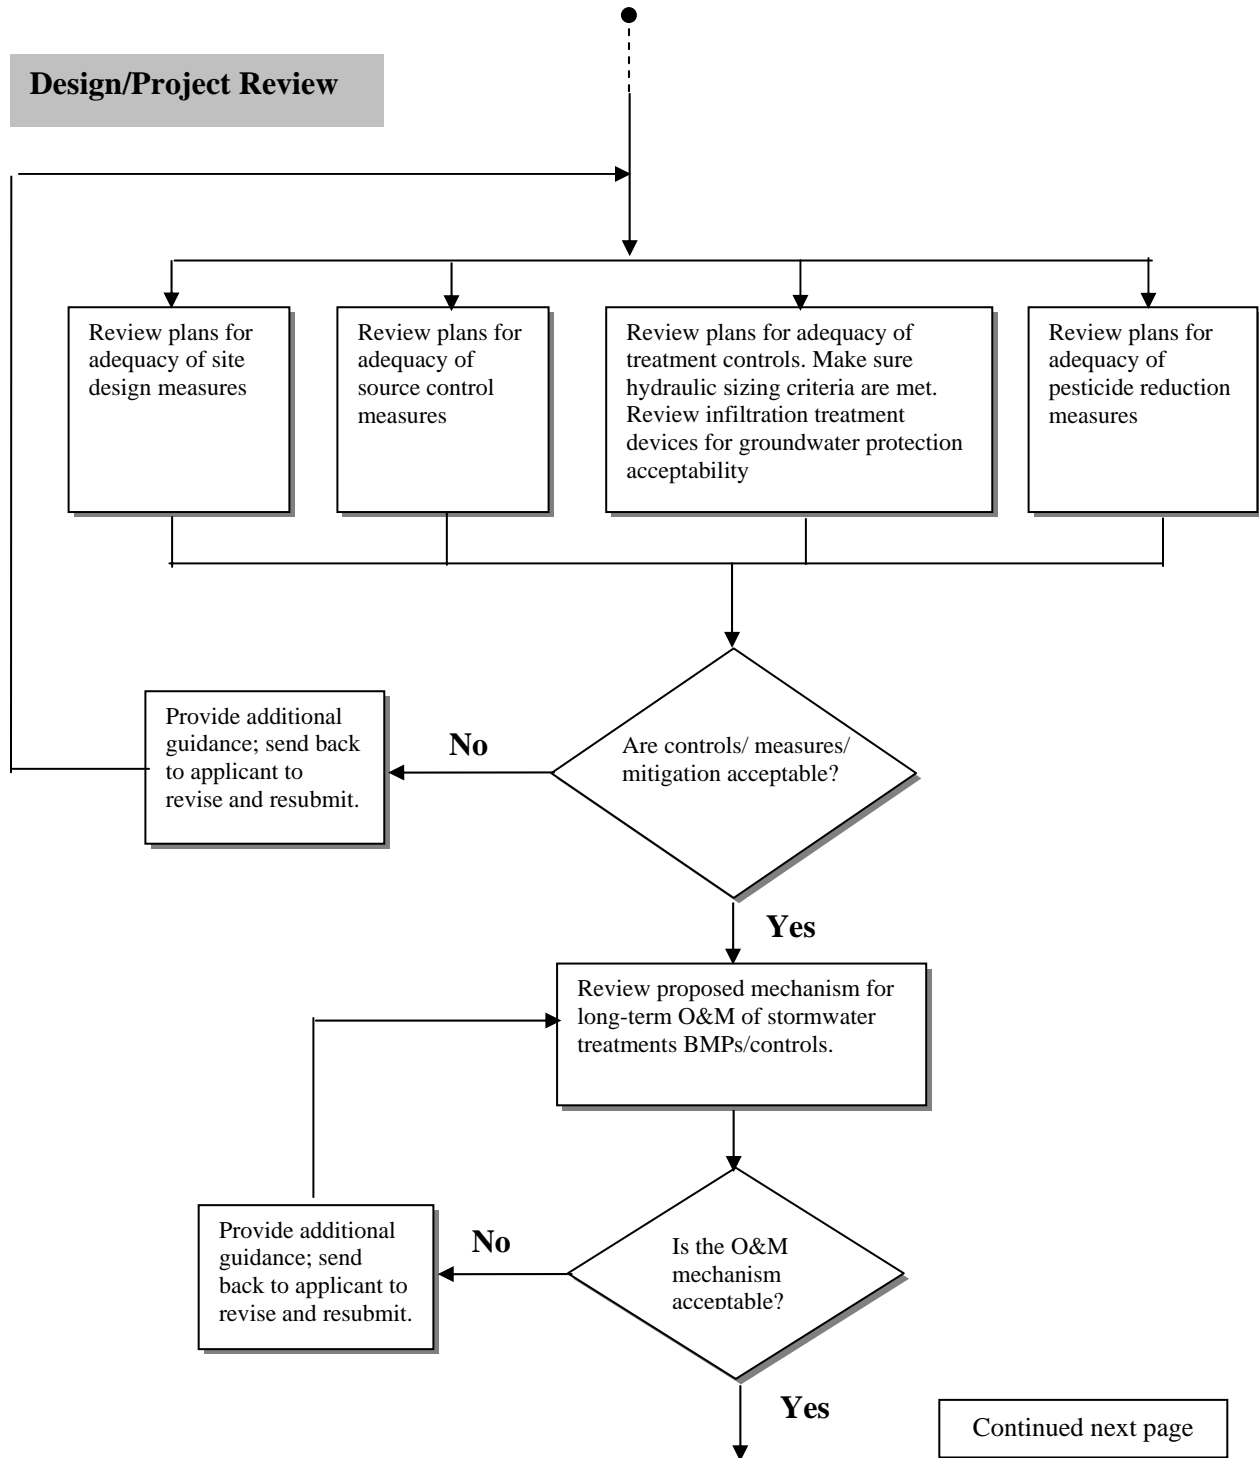 Design/Project Review
Review plans for
adequacy of site
design measures
Review plans for
adequacy of
source control
measures
Review plans for adequacy of
treatment controls. Make sure
hydraulic sizing criteria are met.
Review infiltration treatment
devices for groundwater protection
acceptability
Review plans for
adequacy of
pesticide reduction
measures
Provide additional
guidance; send back
to applicant to
revise and resubmit.
No
Are controls/ measures/
mitigation acceptable?
Yes
Review proposed mechanism for
long-term O&M of stormwater
treatments BMPs/controls.
Provide additional
guidance; send
back to applicant to
revise and resubmit.
No
Is the O&M
mechanism
acceptable?
Yes
Continued next page